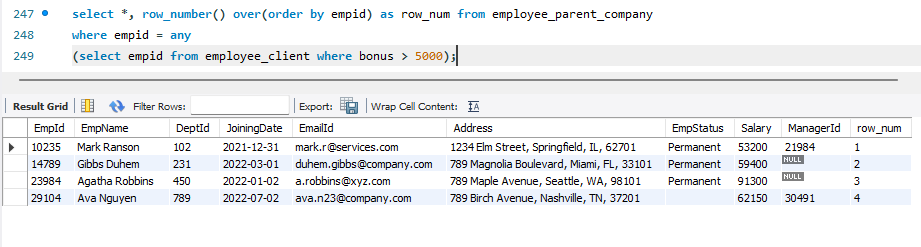 247 select *, row_number() over(order by empid) as row_num from employee_parent_company
248 where empid = any
249 (select empid from employee_client where bonus > 5000);
Result Grid Filter Rows: Export: Wrap Cell Content:
EmpId EmpName DeptId JoiningDate EmailId Address EmpStatus Salary ManagerId row_num
10235 Mark Ranson 102 2021-12-31 mark.r@services.com 1234 Elm Street, Springfield, IL, 62701 Permanent 53200 21984 1
14789 Gibbs Duhem 231 2022-03-01 duhem.gibbs@company.com 789 Magnolia Boulevard, Miami, FL, 33101 Permanent 59400 NULL 2
23984 Agatha Robbins 450 2022-01-02 a.robbins@xyz.com 789 Maple Avenue, Seattle, WA, 98101 Permanent 91300 NULL 3
29104 Ava Nguyen 789 2022-07-02 ava.n23@company.com 789 Birch Avenue, Nashville, TN, 37201 62150 30491 4